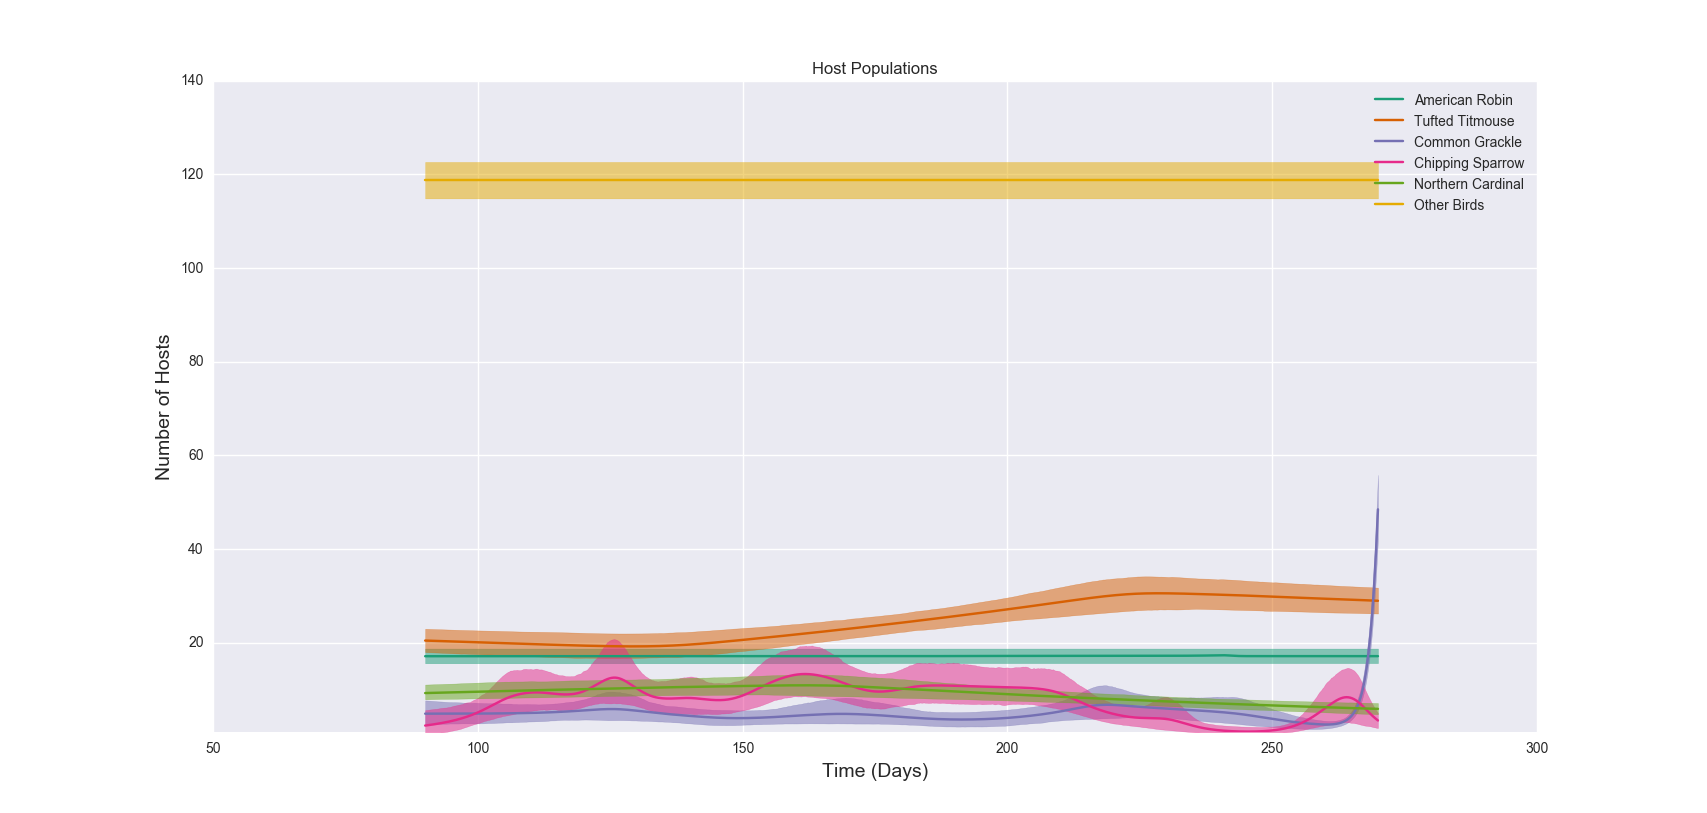 Host Populations
140
120
100
80
60
40
20
Number of Hosts
American Robin
Tufted Titmouse
Common Grackle
Chipping Sparrow
Northern Cardinal
Other Birds
50 100 150 200 250 300
Time (Days)